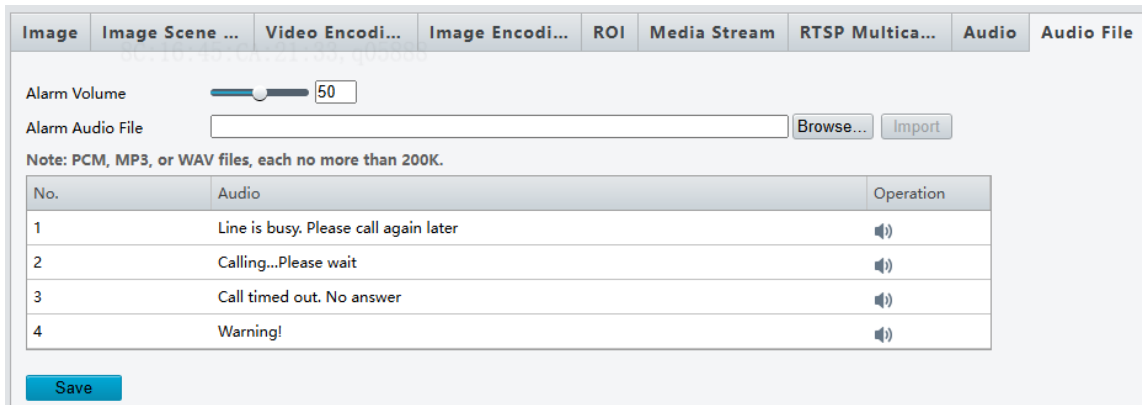 Image Image Scene ... Video Encodi... Image Encodi... ROI Media Stream RTSP Multica... Audio Audio File
Alarm Volume 50
Alarm Audio File Browse... Import
Note: PCM, MP3, or WAV files, each no more than 200K.
No. Audio Operation
1 Line is busy. Please call again later
2 Calling...Please wait
3 Call timed out. No answer
4 Warning!
Save